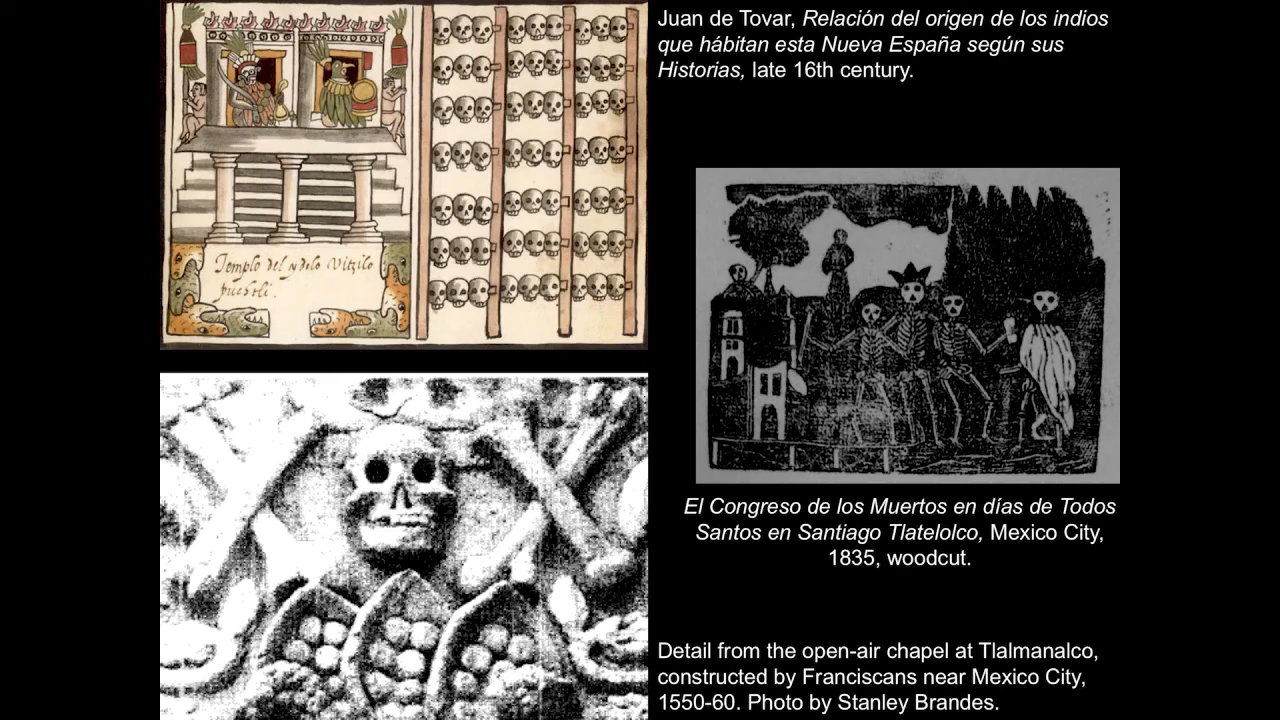 Juan de Tovar, Relación del origen de los indios
que hábitan esta Nueva España según sus
Historias, late 16th century.
Templo del ydolo Vitzilo
puchtli.
El Congreso de los Muertos en días de Todos
Santos en Santiago Tlatelolco, Mexico City,
1835, woodcut.
Detail from the open-air chapel at Tlalmanalco,
constructed by Franciscans near Mexico City,
1550-60. Photo by Stanley Brandes.